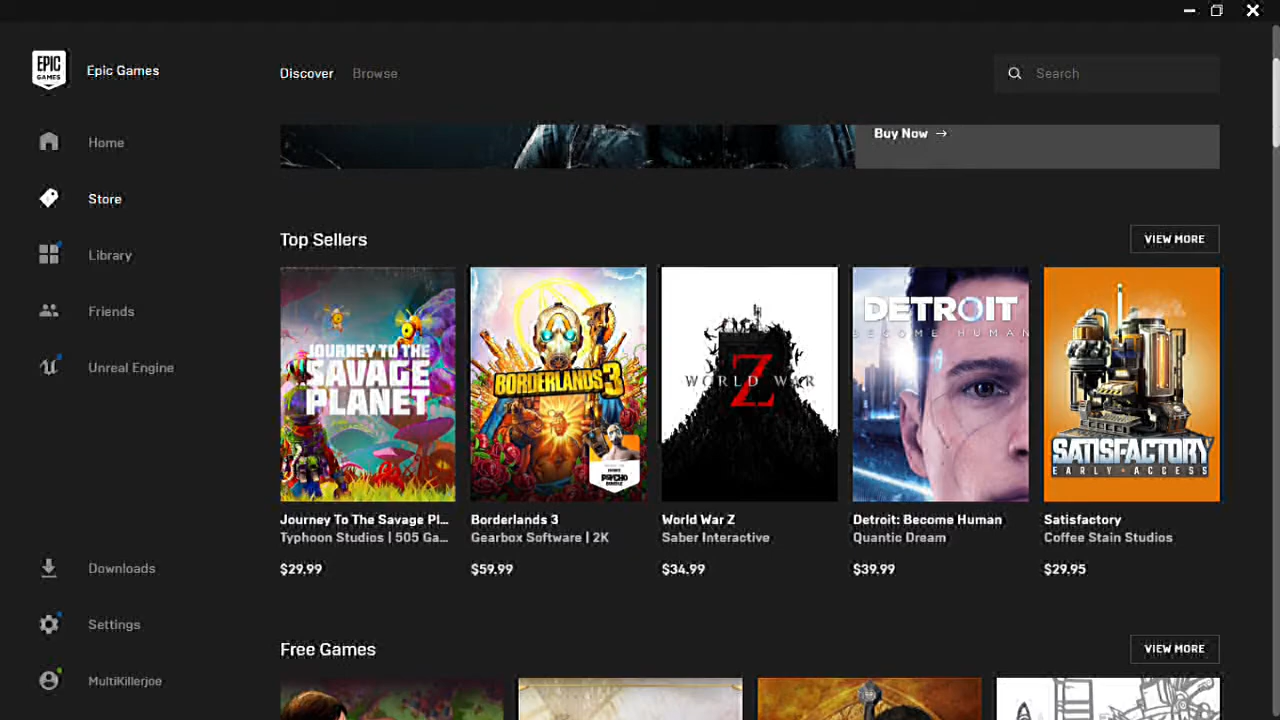 EPIC
GAMES
Epic Games
Discover
Browse
Search
Home
Store
Library
Friends
Unreal Engine
Downloads
Settings
MultiKillerjoe
Buy Now →
Top Sellers
VIEW MORE
JOURNEY TO THE
SAVAGE
PLANET
Journey To The Savage Pl...
Typhoon Studios | 505 Ga...
$29.99
BORDERLANDS 3
PSYCHO
BUNDLE
Borderlands 3
Gearbox Software | 2K
$59.99
WORLD WAR
Z
World War Z
Saber Interactive
$34.99
DETROIT
BECOME HUMAN
Detroit: Become Human
Quantic Dream
$39.99
SATISFACTORY
EARLY ACCESS
Satisfactory
Coffee Stain Studios
$29.95
Free Games
VIEW MORE